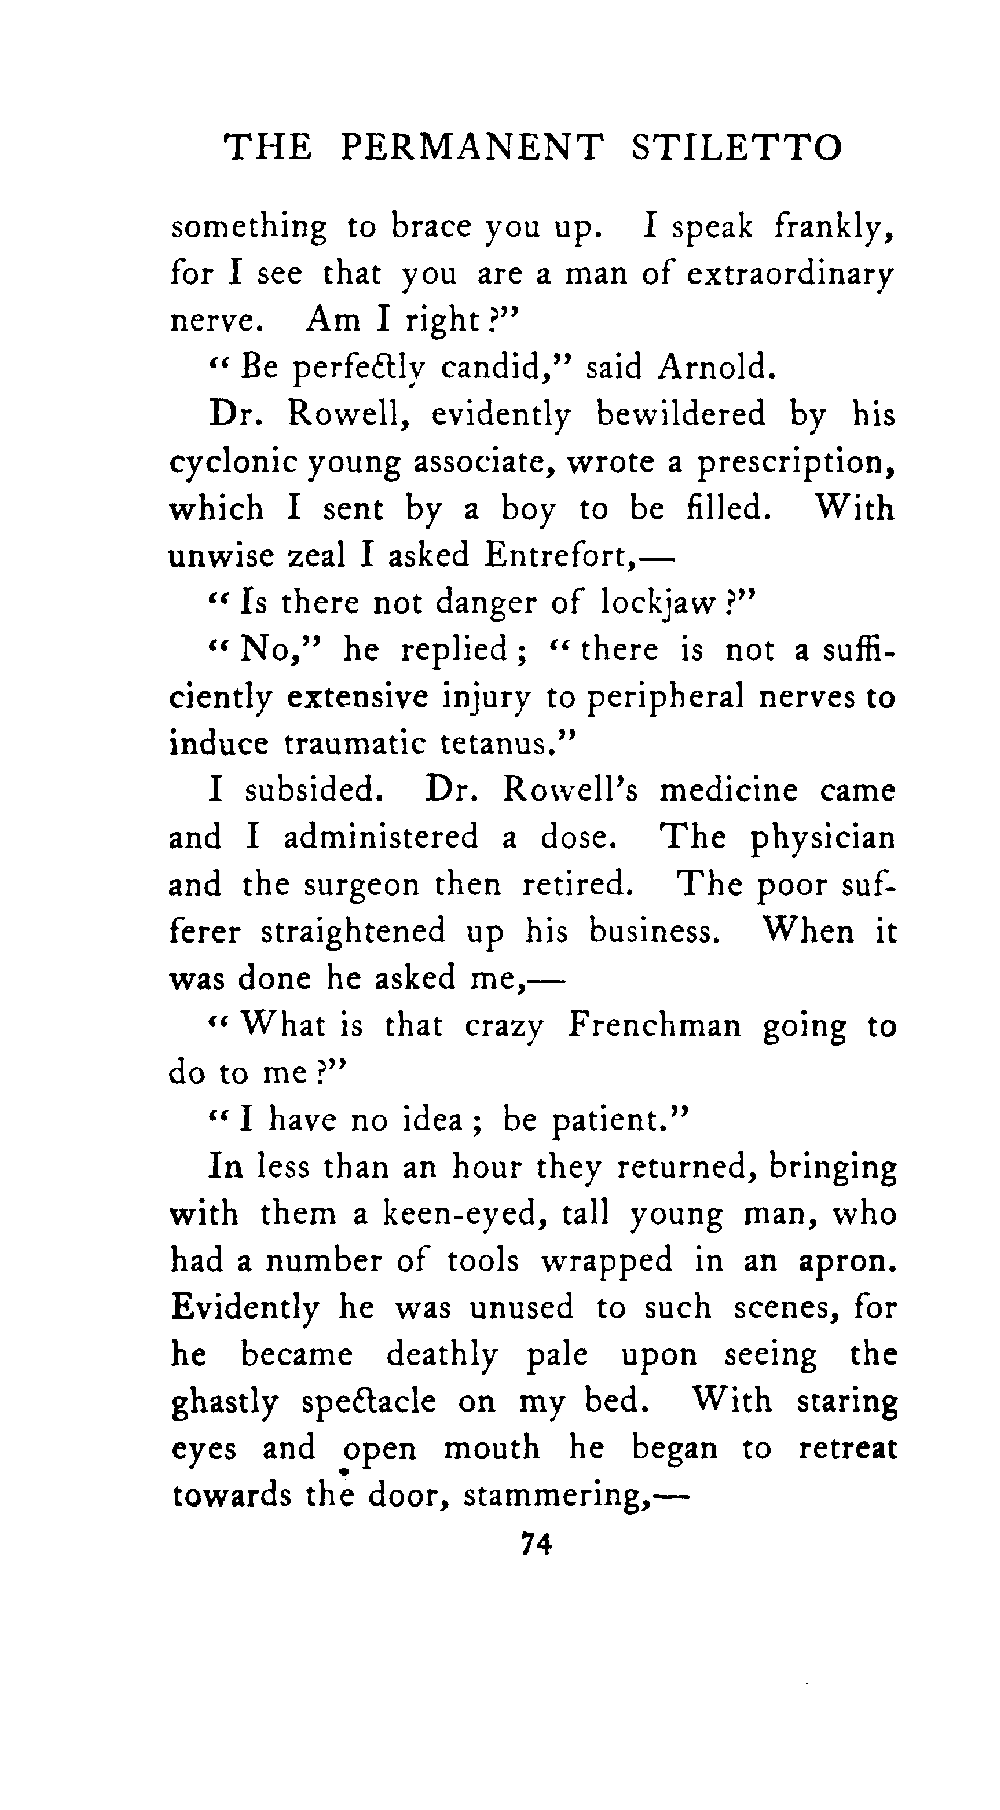 THE PERMANENT STILETTO
something to brace you up. I speak frankly,
for I see that you are a man of extraordinary
nerve. Am I right?"
"Be perfectly candid," said Arnold.
Dr. Rowell, evidently bewildered by his
cyclonic young associate, wrote a prescription,
which I sent by a boy to be filled. With
unwise zeal I asked Entrefort,—
"Is there not danger of lockjaw?"
"No," he replied; "there is not a suffi-
ciently extensive injury to peripheral nerves to
induce traumatic tetanus."
I subsided. Dr. Rowell's medicine came
and I administered a dose. The physician
and the surgeon then retired. The poor suf-
ferer straightened up his business. When it
was done he asked me,—
"What is that crazy Frenchman going to
do to me?"
"I have no idea; be patient."
In less than an hour they returned, bringing
with them a keen-eyed, tall young man, who
had a number of tools wrapped in an apron.
Evidently he was unused to such scenes, for
he became deathly pale upon seeing the
ghastly spectacle on my bed. With staring
eyes and open mouth he began to retreat
towards the door, stammering,—
74